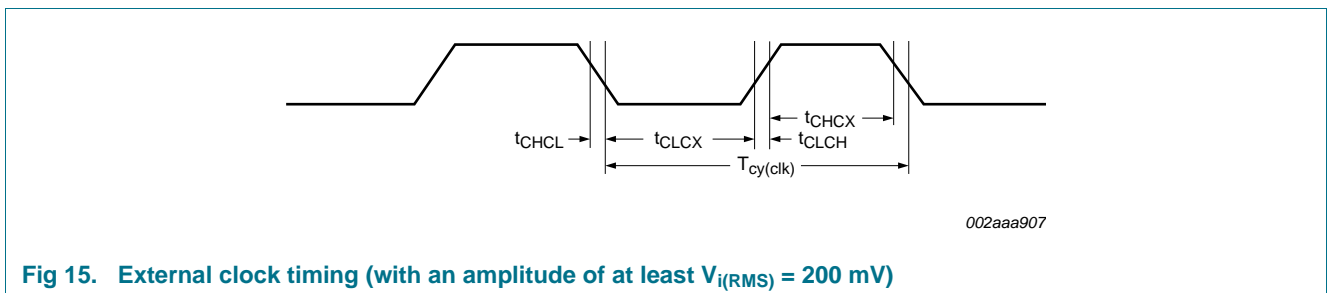 tCHCX
tCHCL tCLCX tCLCH
Tcy(clk)
002aaa907
Fig 15. External clock timing (with an amplitude of at least Vi(RMS) = 200 mV)